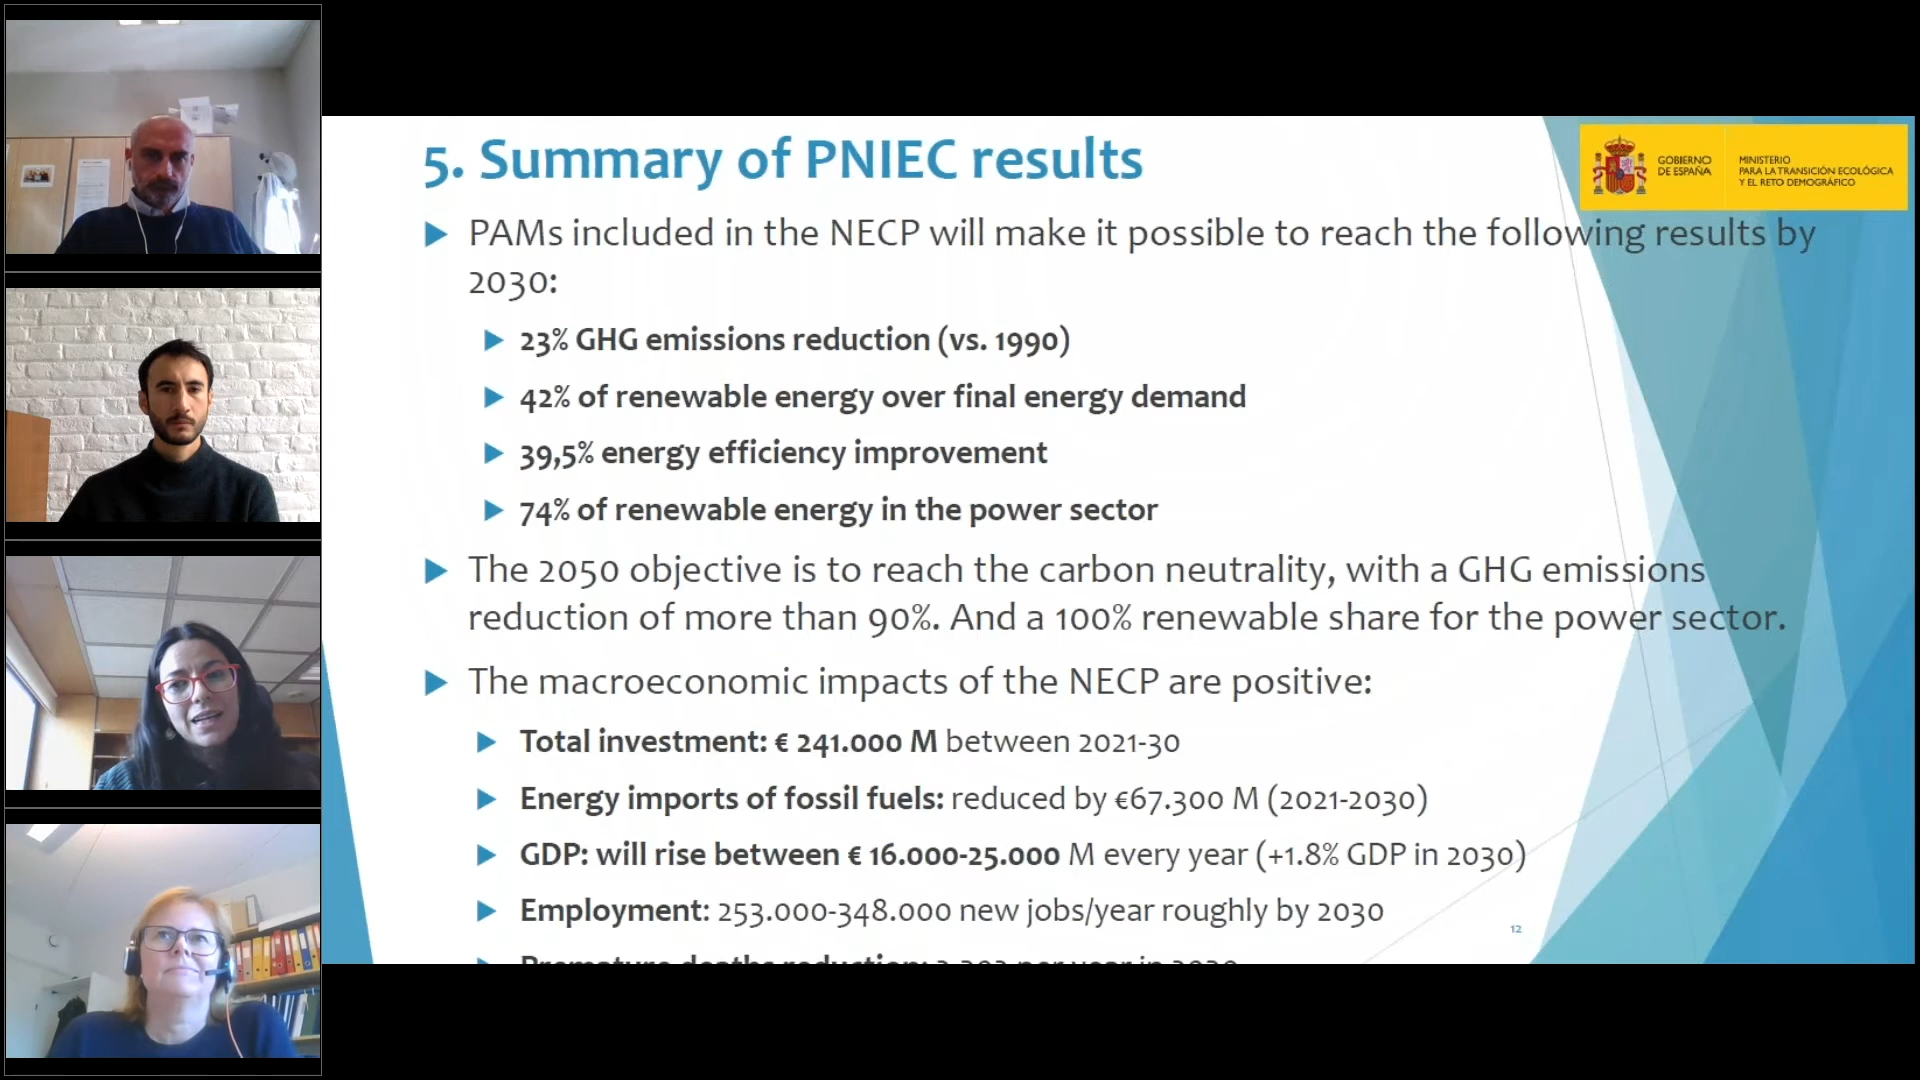 5. Summary of PNIEC results
GOBIERNO
DE ESPAÑA
MINISTERIO
PARA LA TRANSICIÓN ECOLÓGICA
Y EL RETO DEMOGRÁFICO
PAMs included in the NECP will make it possible to reach the following results by
2030:
23% GHG emissions reduction (vs. 1990)
42% of renewable energy over final energy demand
39,5% energy efficiency improvement
74% of renewable energy in the power sector
The 2050 objective is to reach the carbon neutrality, with a GHG emissions
reduction of more than 90%. And a 100% renewable share for the power sector.
The macroeconomic impacts of the NECP are positive:
Total investment: € 241.000 M between 2021-30
Energy imports of fossil fuels: reduced by €67.300 M (2021-2030)
GDP: will rise between € 16.000-25.000 M every year (+1.8% GDP in 2030)
Employment: 253.000-348.000 new jobs/year roughly by 2030
12
Premature deaths reduction: per year in 2030